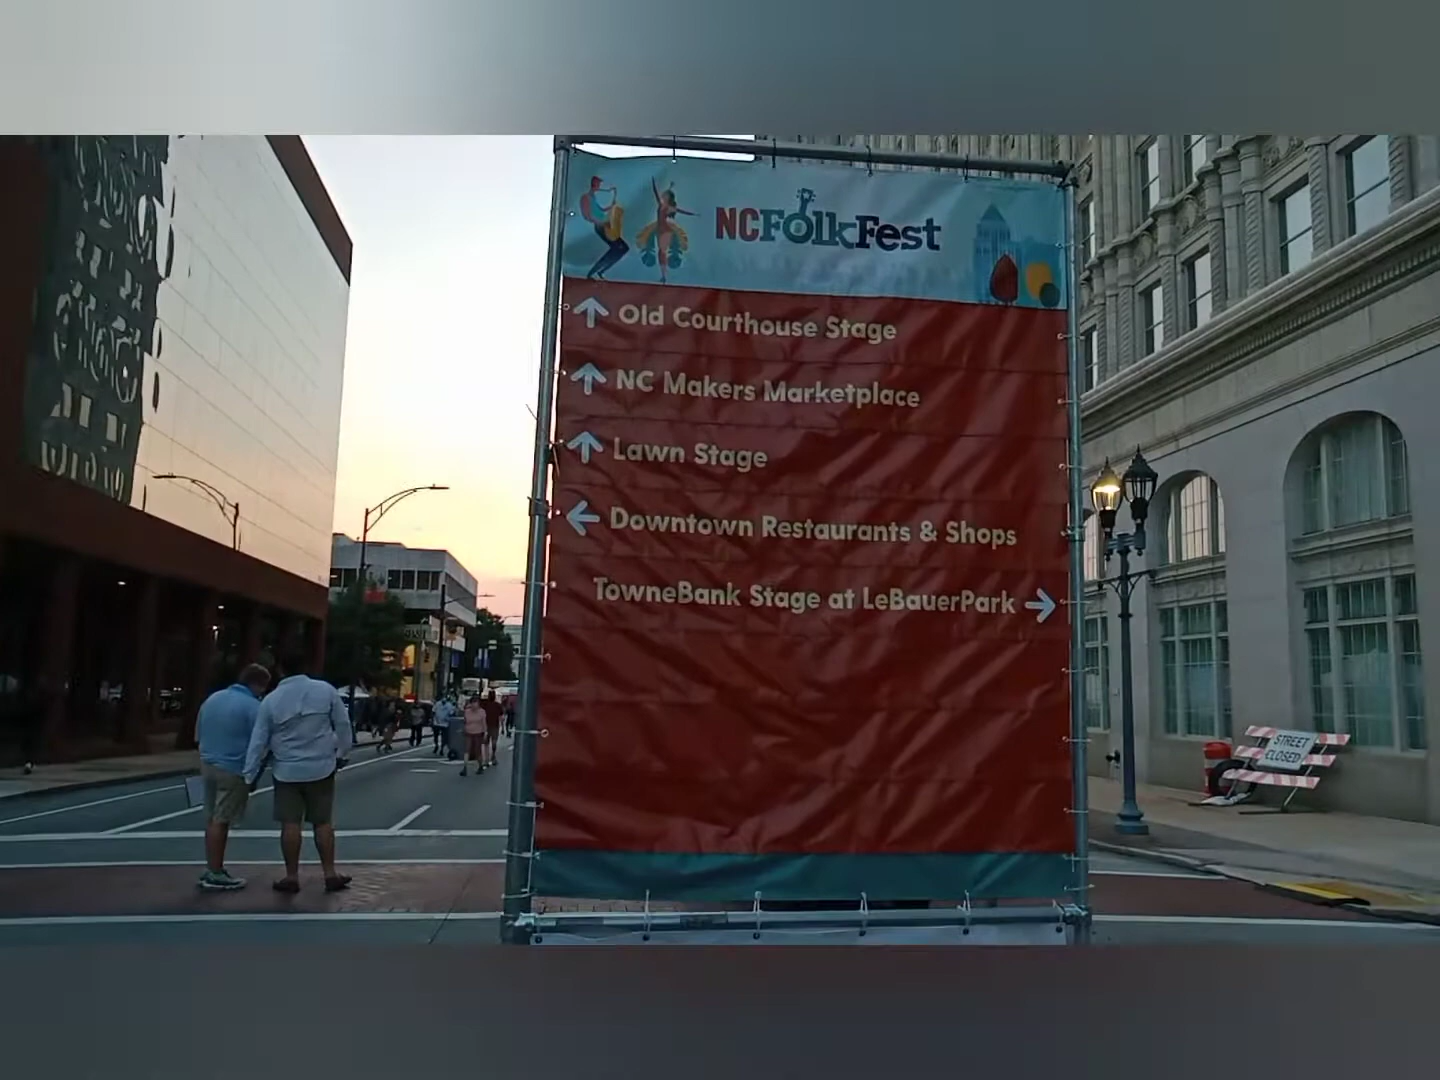 NCFolkFest
Old Courthouse Stage
NC Makers Marketplace
Lawn Stage
Downtown Restaurants & Shops
TowneBank Stage at LeBauerPark
STREET
CLOSED